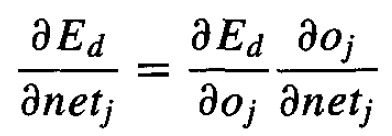 ∂E_d/∂net_j = ∂E_d/∂o_j ∂o_j/∂net_j